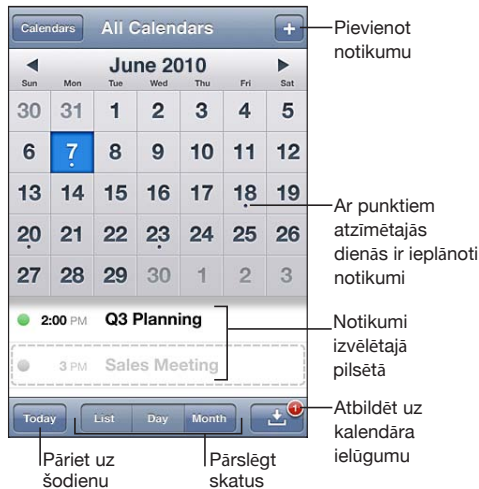 Calendars
All Calendars
+
Pievienot
notikumu
June 2010
Sun Mon Tue Wed Thu Fri Sat
30 31 1 2 3 4 5
6 7 8 9 10 11 12
13 14 15 16 17 18 19
Ar punktiem
atzīmētajās
dienās ir ieplānoti
notikumi
20 21 22 23 24 25 26
27 28 29 30 1 2 3
2:00 PM Q3 Planning
3 PM Sales Meeting
Notikumi
izvēlētajā
pilsētā
Today List Day Month 1
Atbildēt uz
kalendāra
ielūgumu
Pāriet uz
šodienu
Pārslēgt
skatus